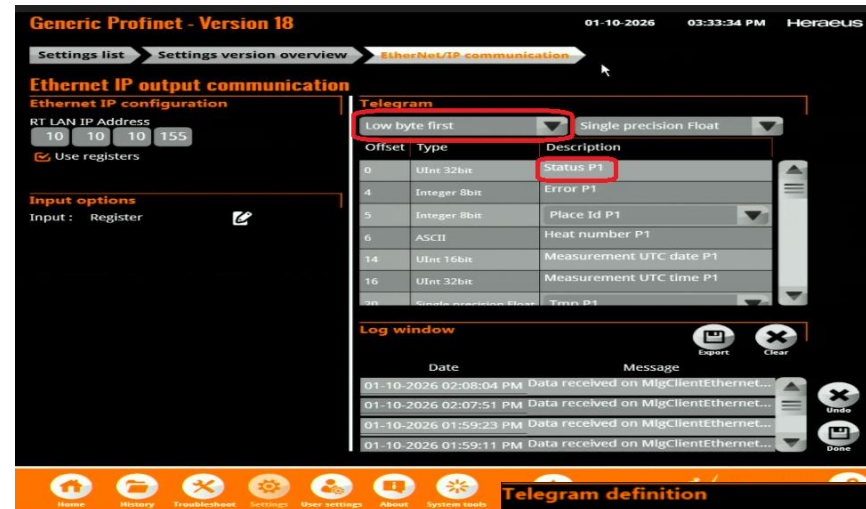 Generic Profinet - Version 18 01-10-2026 03:33:34 PM Heraeus
Settings list Settings version overview EtherNet/IP communication
Ethernet IP output communication
Ethernet IP configuration
RT LAN IP Address
10 10 10 155
Use registers
Input options
Input : Register
Telegram
Low byte first Single precision Float
Offset Type Description
0 UInt 32bit Status P1
4 Integer 8bit Error P1
5 Integer 8bit Place Id P1
6 ASCII Heat number P1
14 UInt 16bit Measurement UTC date P1
16 UInt 32bit Measurement UTC time P1
20 Single precision Float Tmp P1
Log window
Export Clear
Date Message
01-10-2026 02:08:04 PM Data received on MlgClientEthernet...
01-10-2026 02:07:51 PM Data received on MlgClientEthernet...
01-10-2026 01:59:23 PM Data received on MlgClientEthernet...
01-10-2026 01:59:11 PM Data received on MlgClientEthernet...
Undo
Done
Home History Troubleshoot Settings User settings About System tools
Telegram definition